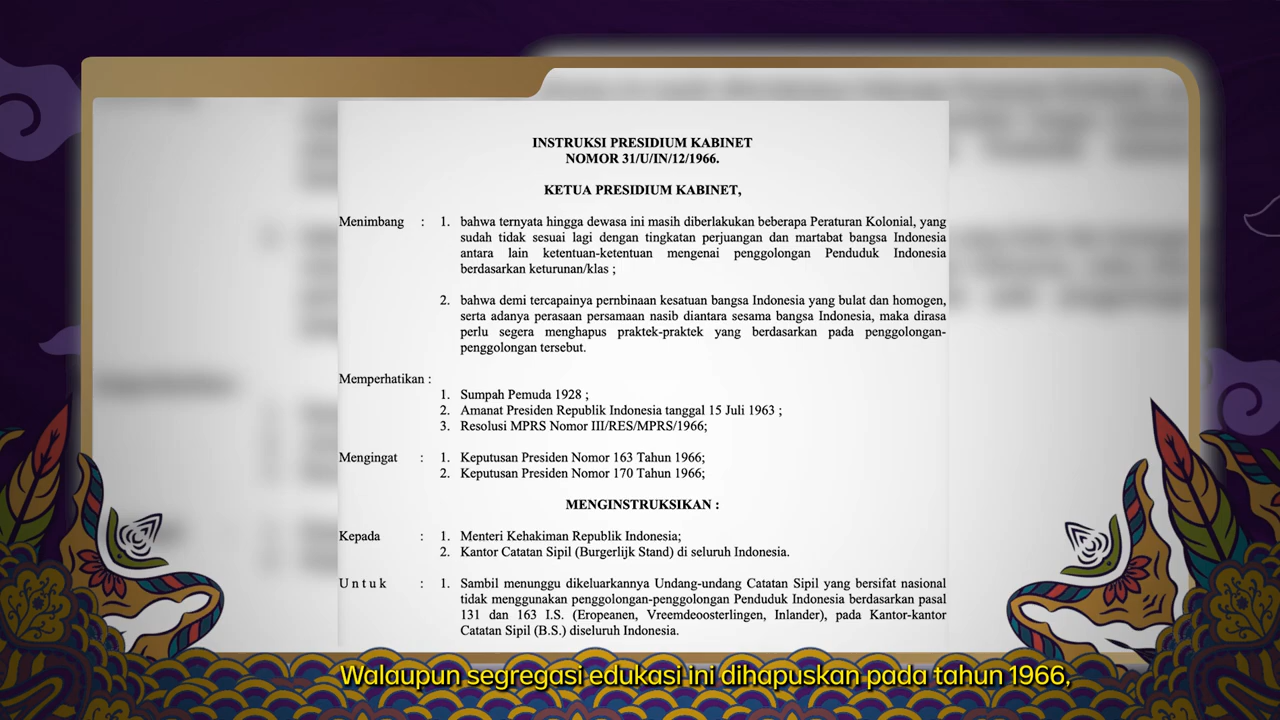 INSTRUKSI PRESIDIUM KABINET
NOMOR 31/U/IN/12/1966.
KETUA PRESIDIUM KABINET,
Menimbang : 1. bahwa ternyata hingga dewasa ini masih diberlakukan beberapa Peraturan Kolonial, yang
sudah tidak sesuai lagi dengan tingkatan perjuangan dan martabat bangsa Indonesia
antara lain ketentuan-ketentuan mengenai penggolongan Penduduk Indonesia
berdasarkan keturunan/klas ;
2. bahwa demi tercapainya pernbinaan kesatuan bangsa Indonesia yang bulat dan homogen,
serta adanya perasaan persamaan nasib diantara sesama bangsa Indonesia, maka dirasa
perlu segera menghapus praktek-praktek yang berdasarkan pada penggolongan-
penggolongan tersebut.
Memperhatikan :
1. Sumpah Pemuda 1928 ;
2. Amanat Presiden Republik Indonesia tanggal 15 Juli 1963 ;
3. Resolusi MPRS Nomor III/RES/MPRS/1966;
Mengingat : 1. Keputusan Presiden Nomor 163 Tahun 1966;
2. Keputusan Presiden Nomor 170 Tahun 1966;
MENGINSTRUKSIKAN :
Kepada : 1. Menteri Kehakiman Republik Indonesia;
2. Kantor Catatan Sipil (Burgerlijk Stand) di seluruh Indonesia.
U n t u k : 1. Sambil menunggu dikeluarkannya Undang-undang Catatan Sipil yang bersifat nasional
tidak menggunakan penggolongan-penggolongan Penduduk Indonesia berdasarkan pasal
131 dan 163 I.S. (Eropeanen, Vreemdeoosterlingen, Inlander), pada Kantor-kantor
Catatan Sipil (B.S.) diseluruh Indonesia.
Walaupun segregasi edukasi ini dihapuskan pada tahun 1966,